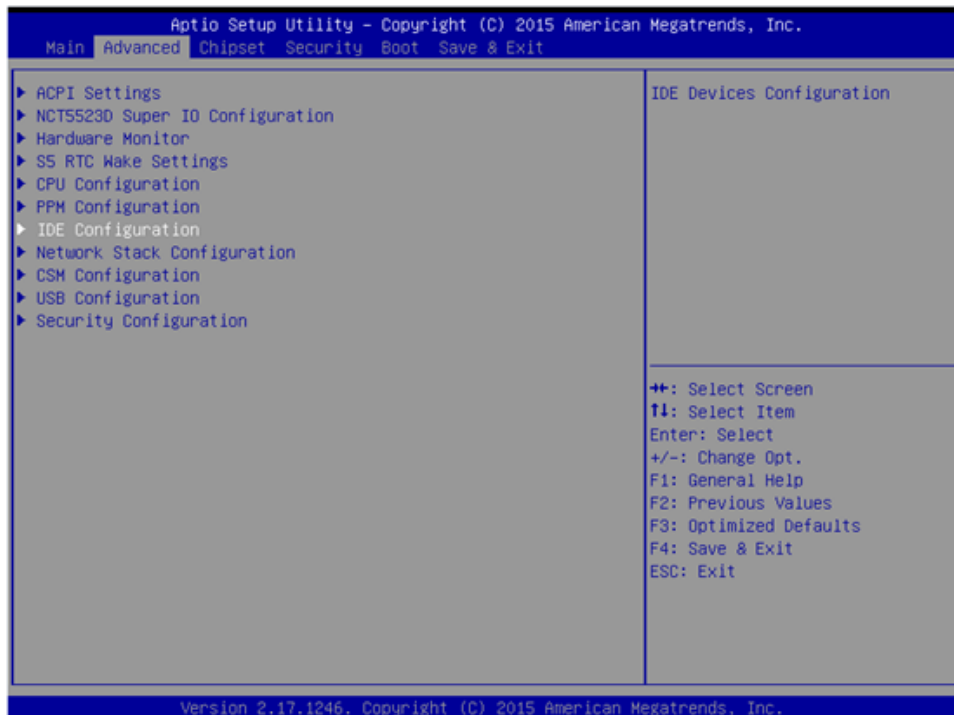 Aptio Setup Utility – Copyright (C) 2015 American Megatrends, Inc.
Main Advanced Chipset Security Boot Save & Exit
▶ ACPI Settings
▶ NCT5523D Super IO Configuration
▶ Hardware Monitor
▶ S5 RTC Wake Settings
▶ CPU Configuration
▶ PPM Configuration
▶ IDE Configuration
▶ Network Stack Configuration
▶ CSM Configuration
▶ USB Configuration
▶ Security Configuration
IDE Devices Configuration
→←: Select Screen
↑↓: Select Item
Enter: Select
+/-: Change Opt.
F1: General Help
F2: Previous Values
F3: Optimized Defaults
F4: Save & Exit
ESC: Exit
Version 2.17.1246. Copyright (C) 2015 American Megatrends, Inc.